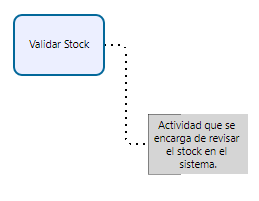 Validar Stock
Actividad que se
encarga de revisar
el stock en el
sistema.